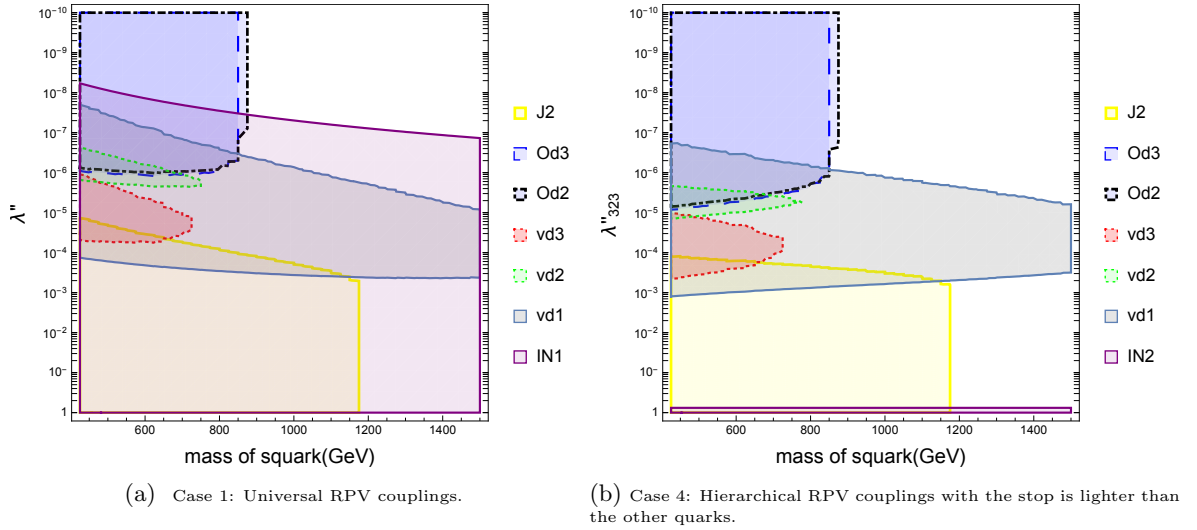 10⁻¹⁰
10⁻⁹
10⁻⁸
10⁻⁷
10⁻⁶
10⁻⁵
10⁻⁴
10⁻³
10⁻²
10⁻
1
λ''
600 800 1000 1200 1400
mass of squark(GeV)
J2
Od3
Od2
vd3
vd2
vd1
IN1
(a) Case 1: Universal RPV couplings.
10⁻¹⁰
10⁻⁹
10⁻⁸
10⁻⁷
10⁻⁶
10⁻⁵
10⁻⁴
10⁻³
10⁻²
10⁻
1
λ''₃₂₃
600 800 1000 1200 1400
mass of squark(GeV)
J2
Od3
Od2
vd3
vd2
vd1
IN2
(b) Case 4: Hierarchical RPV couplings with the stop is lighter than
the other quarks.